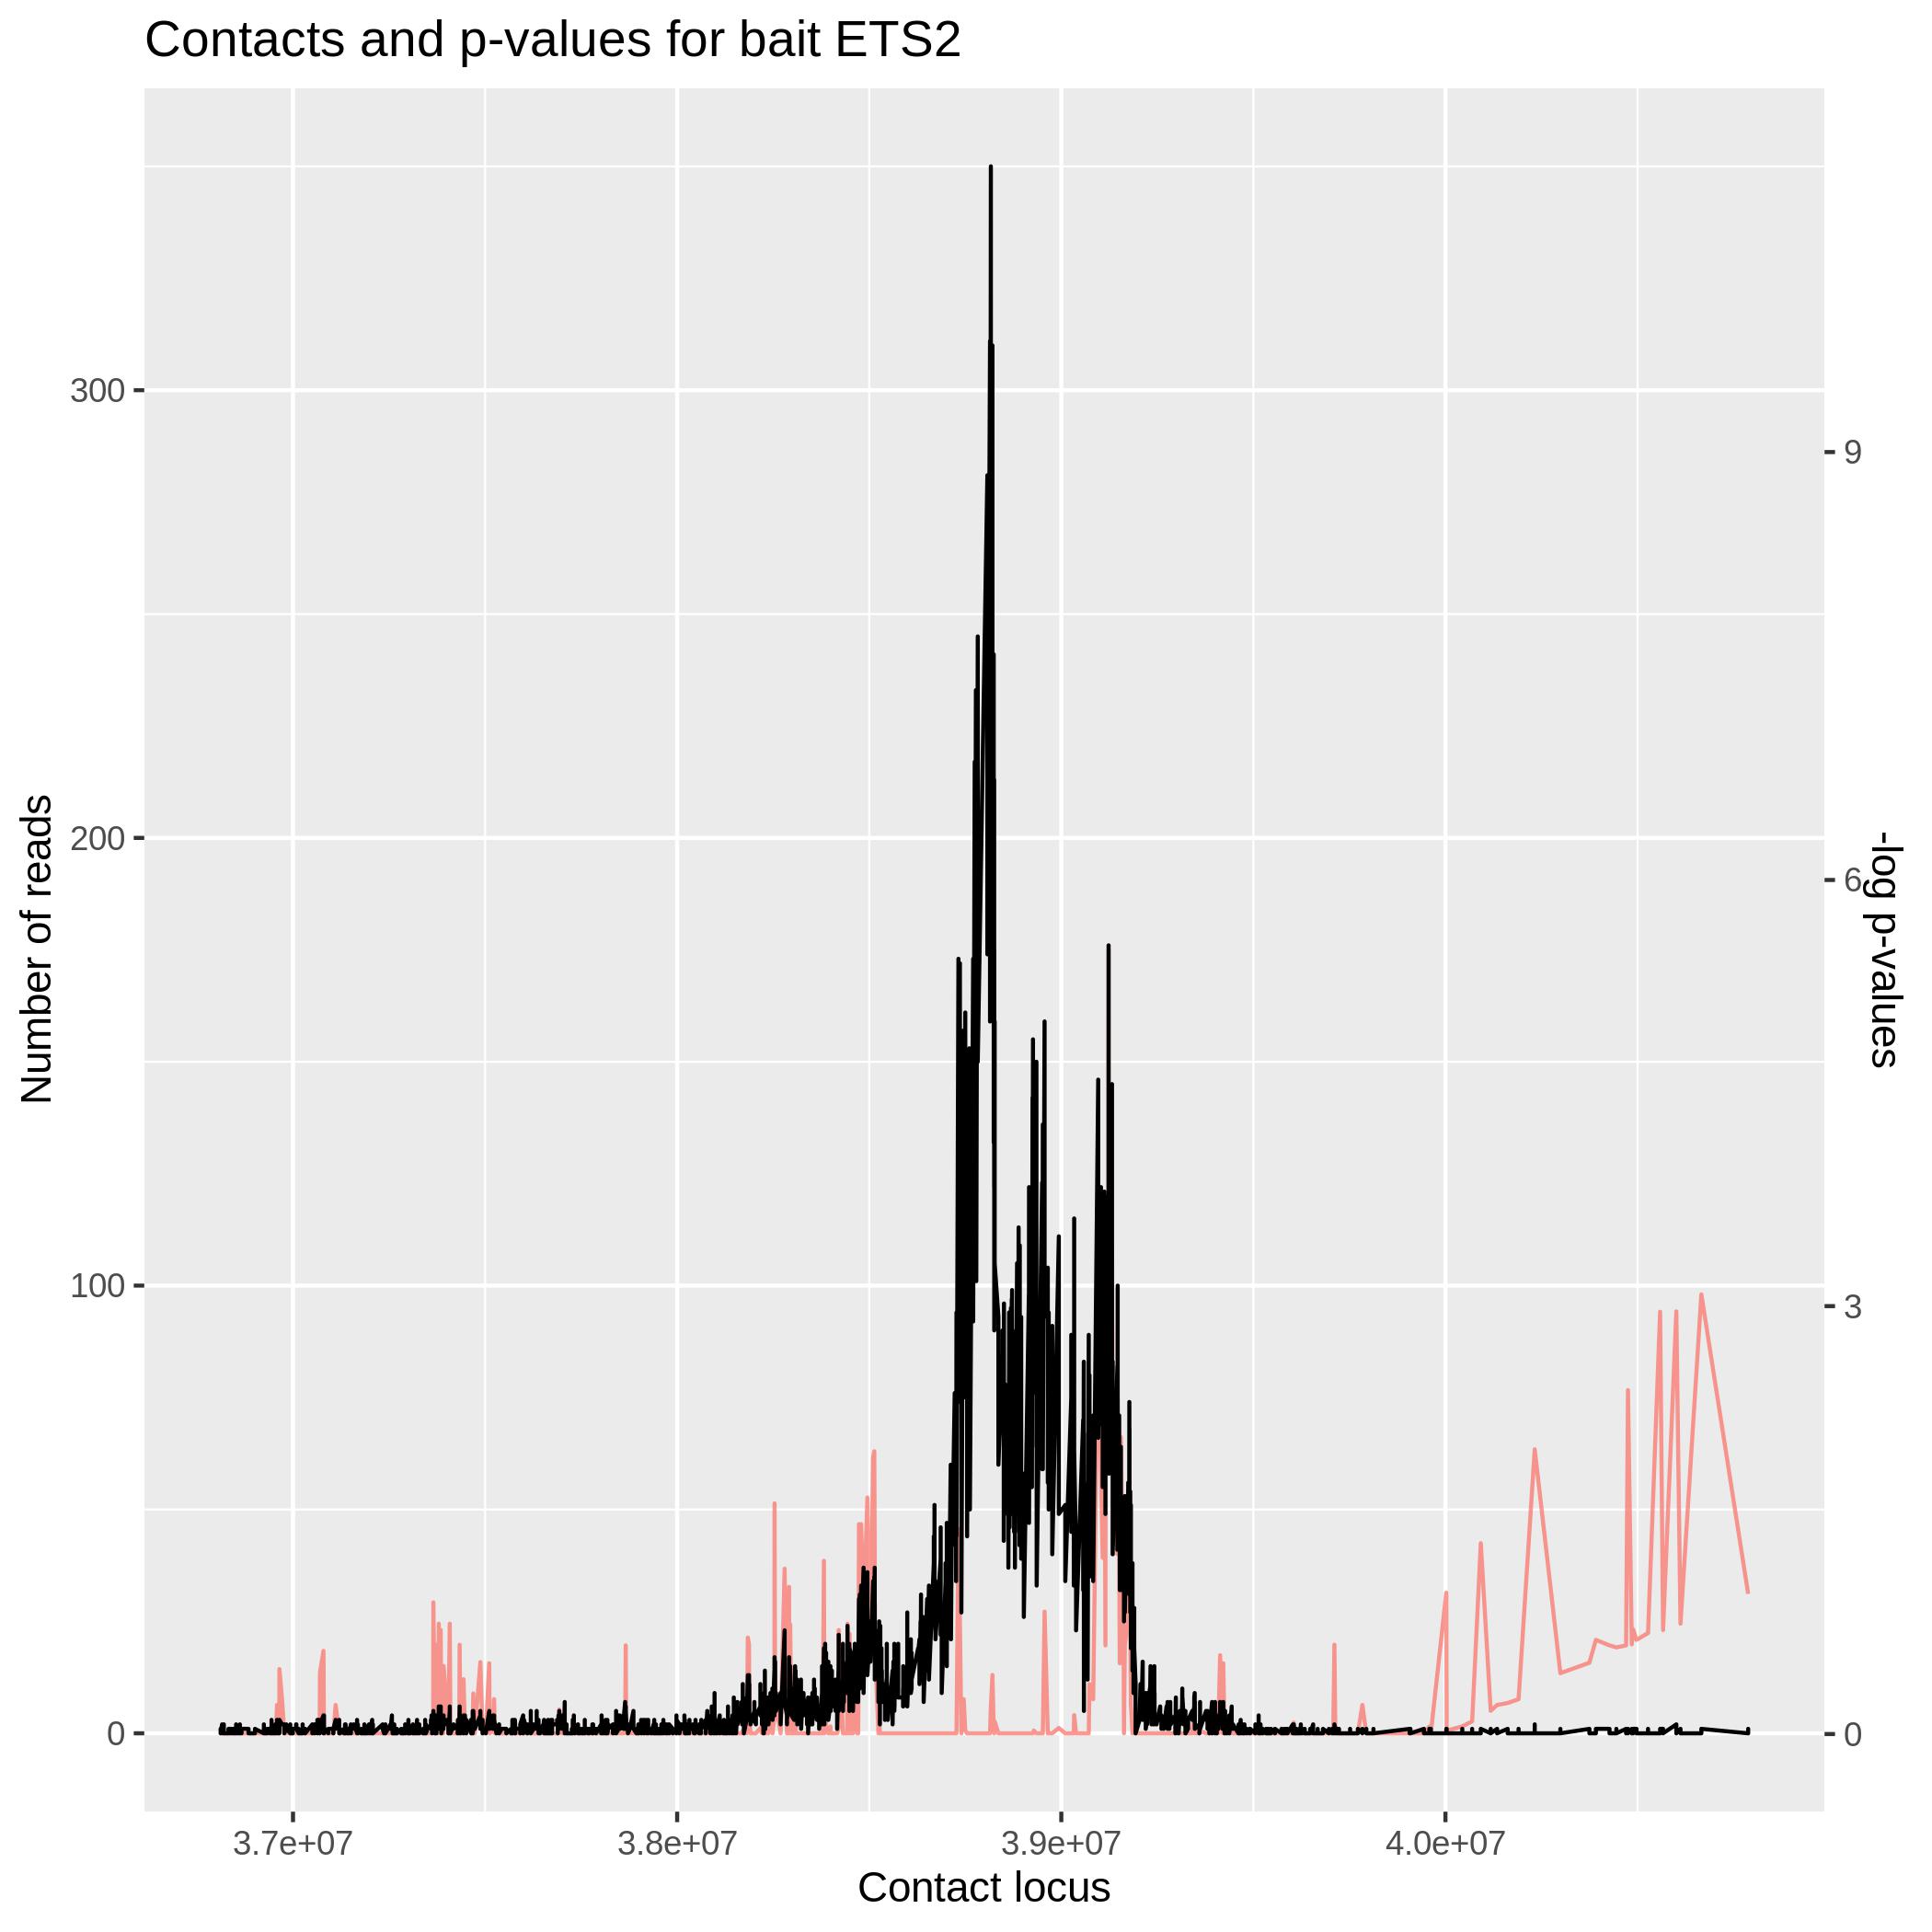 Contacts and p-values for bait ETS2
Number of reads
300
200
100
0
9
6
3
0
-log p-values
3.7e+07
3.8e+07
3.9e+07
4.0e+07
Contact locus